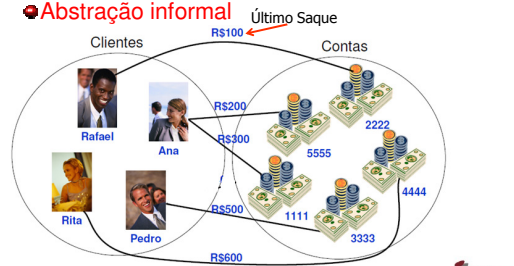 Abstração informal
Último Saque
R$100
Clientes
Contas
R$200
2222
Rafael
R$300
5555
Ana
4444
Rita
R$500
1111
Pedro
3333
R$600